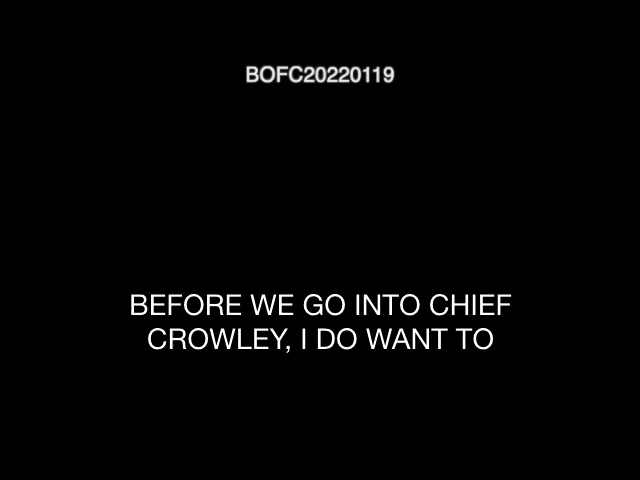 BOFC20220119
BEFORE WE GO INTO CHIEF
CROWLEY, I DO WANT TO